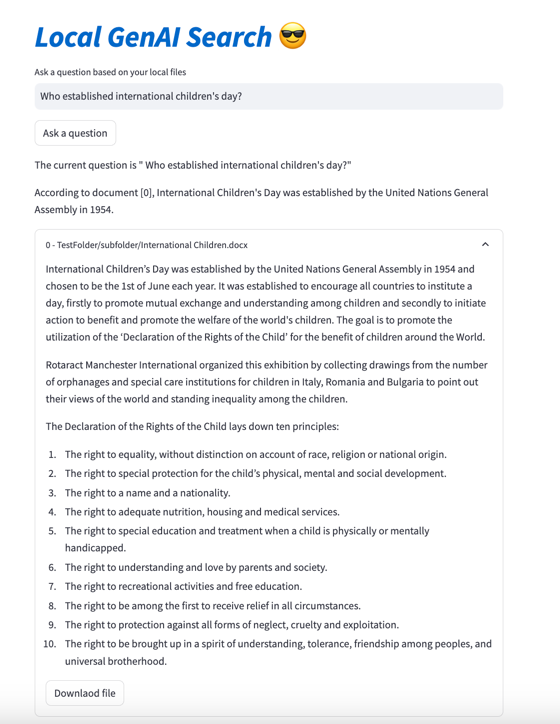 Local GenAI Search 😎
Ask a question based on your local files
Who established international children's day?
Ask a question
The current question is " Who established international children's day?"
According to document [0], International Children's Day was established by the United Nations General
Assembly in 1954.
0 - TestFolder/subfolder/International Children.docx
International Children’s Day was established by the United Nations General Assembly in 1954 and
chosen to be the 1st of June each year. It was established to encourage all countries to institute a
day, firstly to promote mutual exchange and understanding among children and secondly to initiate
action to benefit and promote the welfare of the world's children. The goal is to promote the
utilization of the ‘Declaration of the Rights of the Child’ for the benefit of children around the World.
Rotaract Manchester International organized this exhibition by collecting drawings from the number
of orphanages and special care institutions for children in Italy, Romania and Bulgaria to point out
their views of the world and standing inequality among the children.
The Declaration of the Rights of the Child lays down ten principles:
1. The right to equality, without distinction on account of race, religion or national origin.
2. The right to special protection for the child’s physical, mental and social development.
3. The right to a name and a nationality.
4. The right to adequate nutrition, housing and medical services.
5. The right to special education and treatment when a child is physically or mentally
handicapped.
6. The right to understanding and love by parents and society.
7. The right to recreational activities and free education.
8. The right to be among the first to receive relief in all circumstances.
9. The right to protection against all forms of neglect, cruelty and exploitation.
10. The right to be brought up in a spirit of understanding, tolerance, friendship among peoples, and
universal brotherhood.
Downlaod file